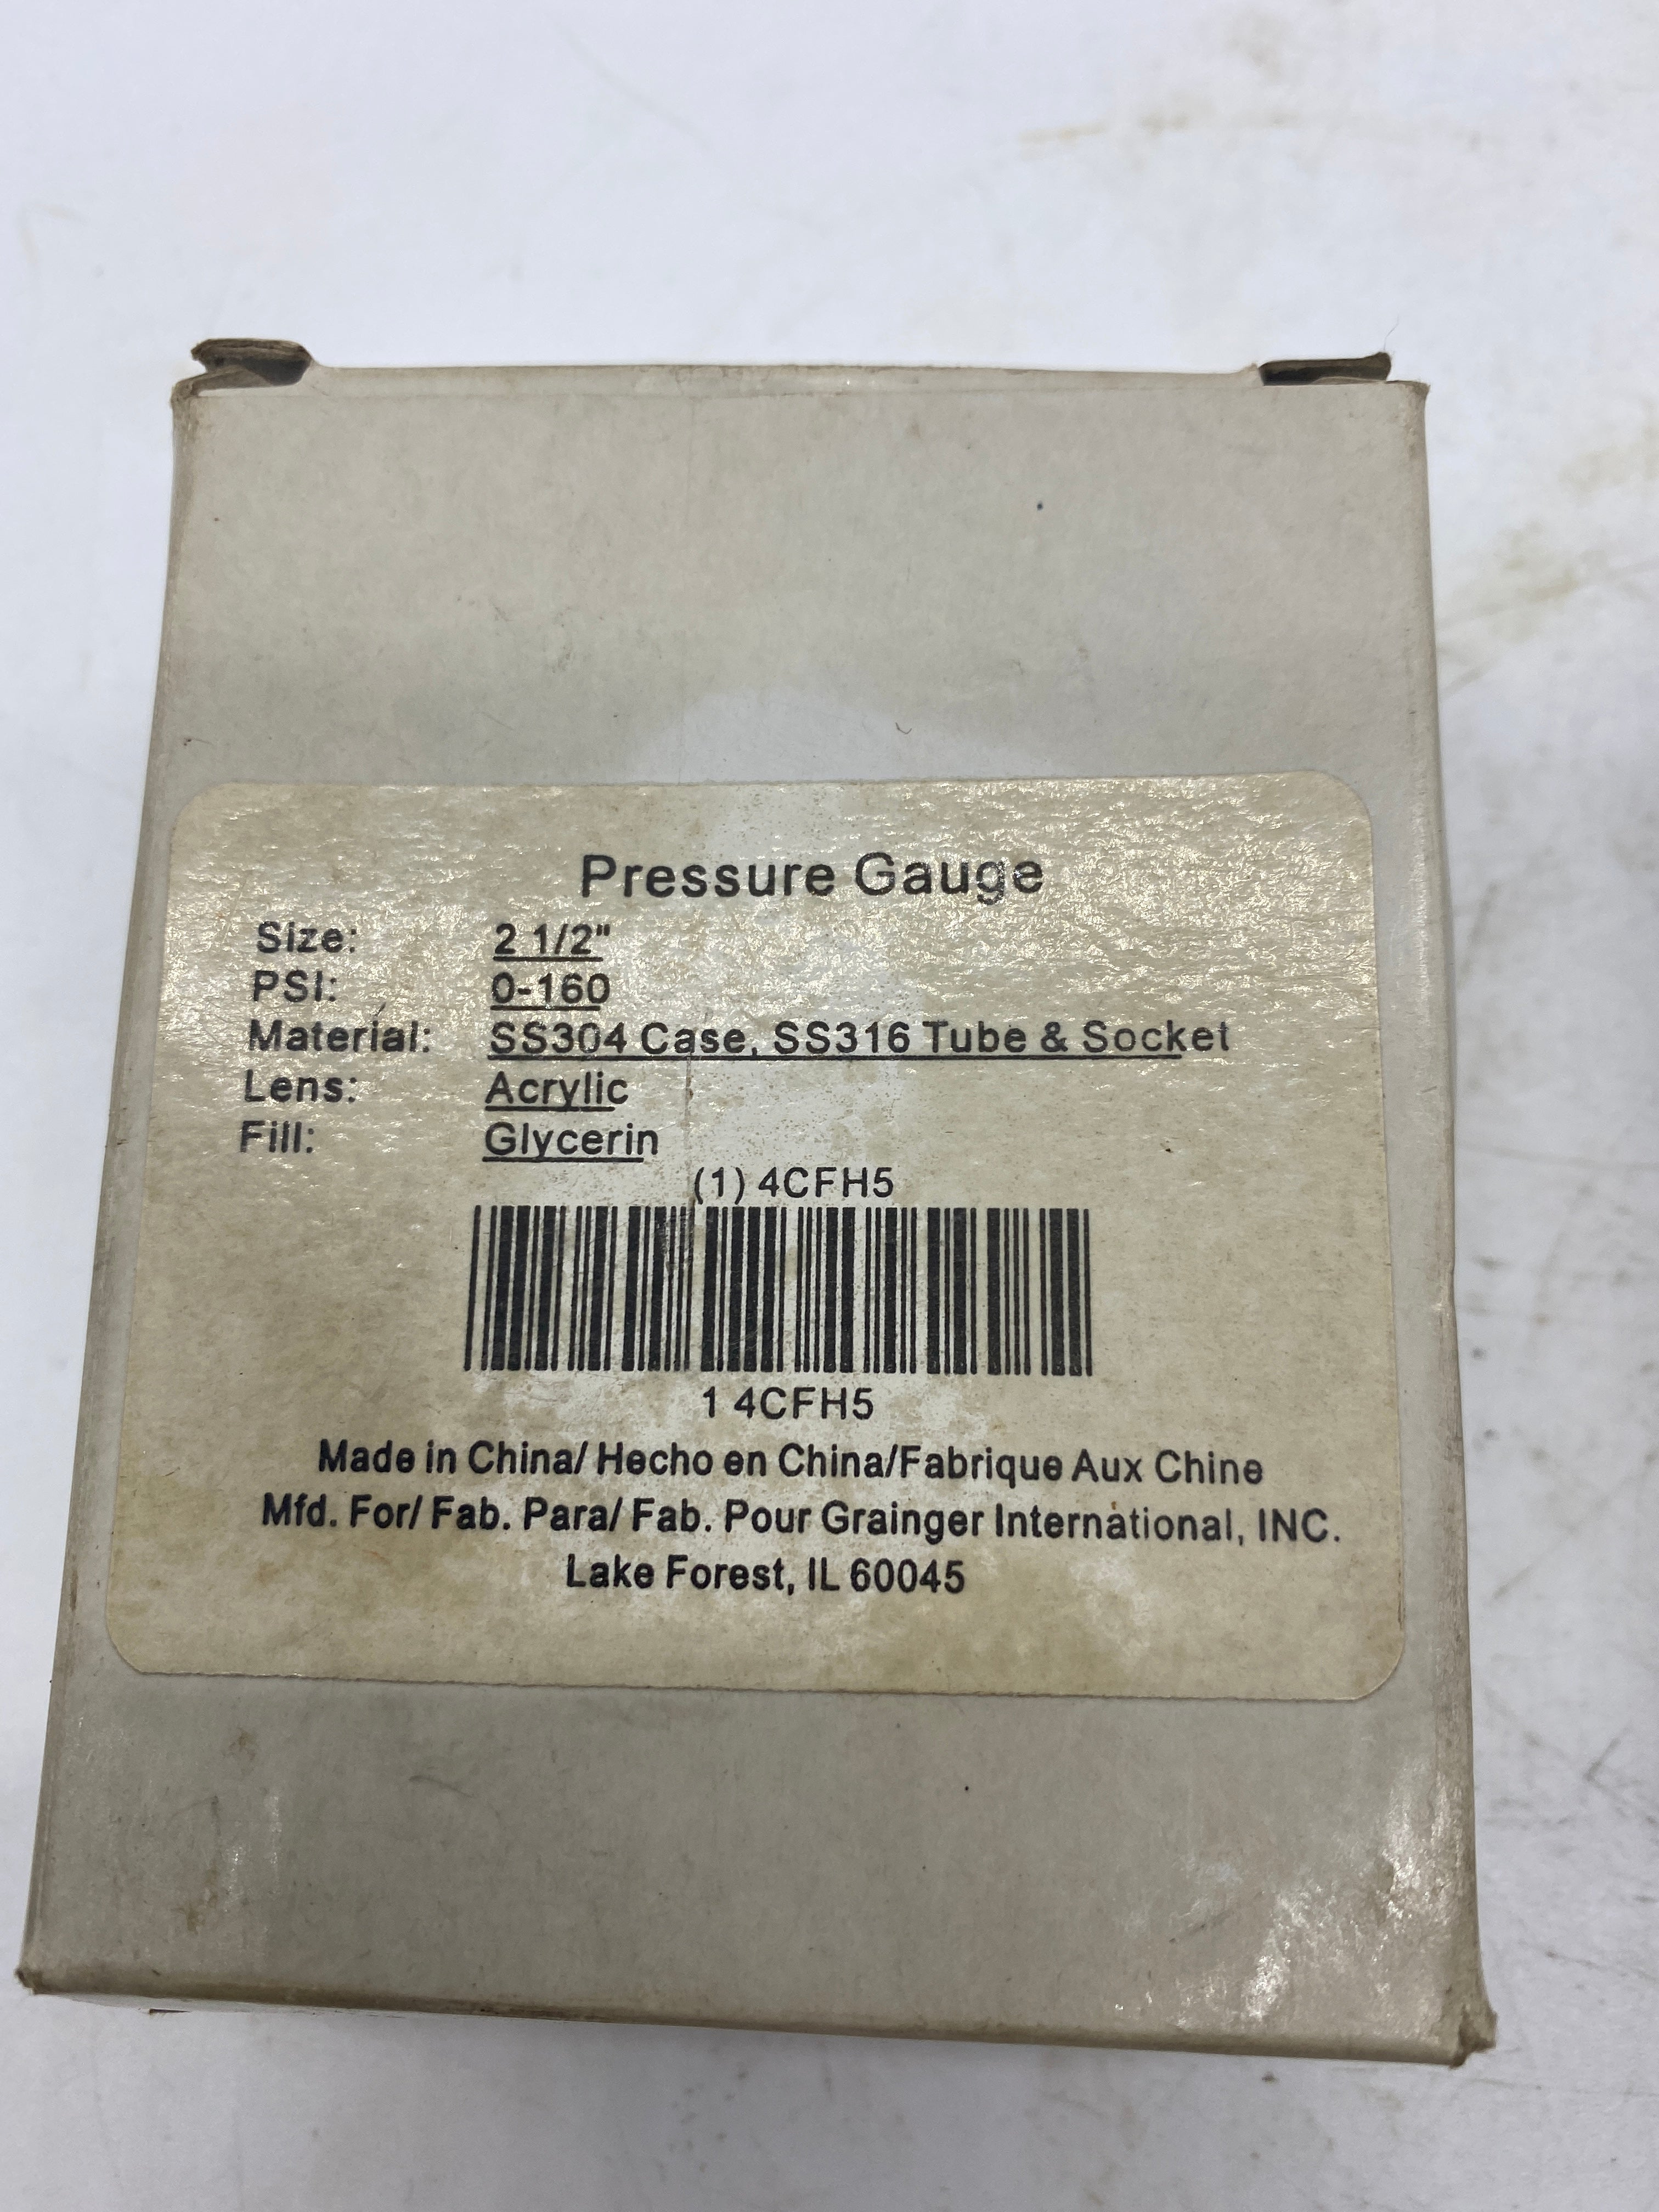 Pressure Gauge
Size: 2 1/2"
PSI: 0-160
Material: SS304 Case, SS316 Tube & Socket
Lens: Acrylic
Fill: Glycerin
(1) 4CFH5
1 4CFH5
Made in China/ Hecho en China/Fabrique Aux Chine
Mfd. For/ Fab. Para/ Fab. Pour Grainger International, INC.
Lake Forest, IL 60045